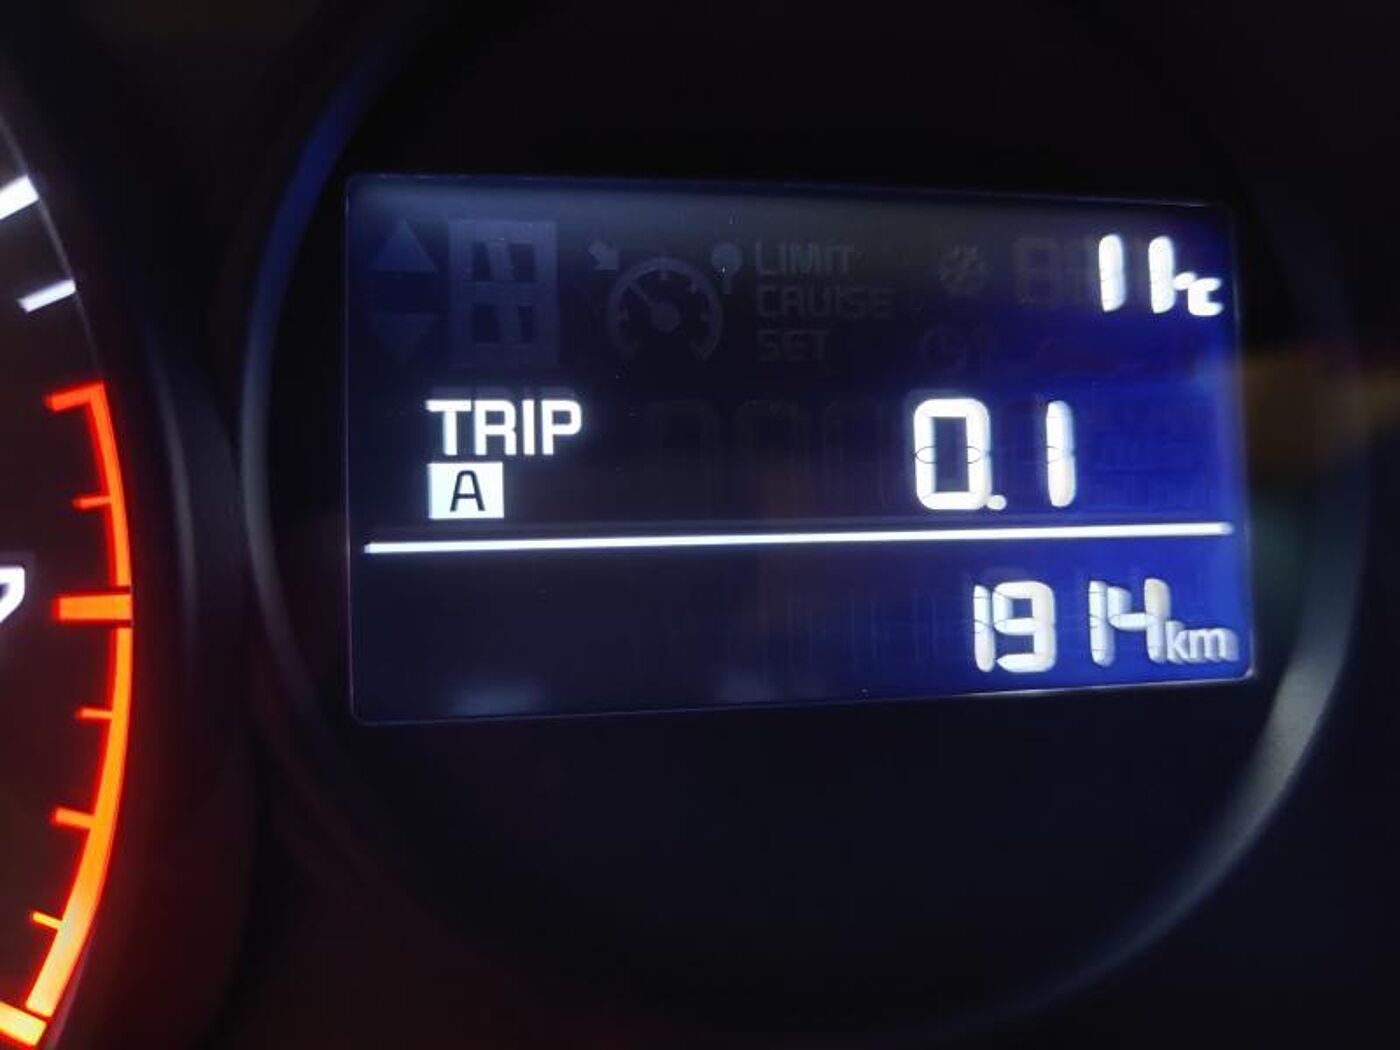 LIMIT
CRUISE
SET
11°C
TRIP 0.1
A
1914km